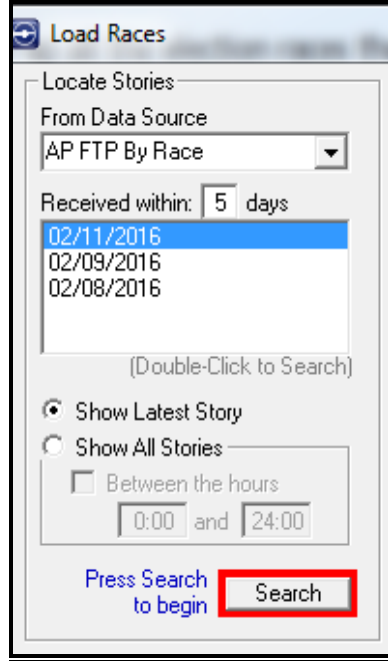 Load Races
Locate Stories
From Data Source
AP FTP By Race
Received within: 5 days
02/11/2016
02/09/2016
02/08/2016
(Double-Click to Search)
Show Latest Story
Show All Stories
Between the hours
0:00 and 24:00
Press Search
to begin
Search